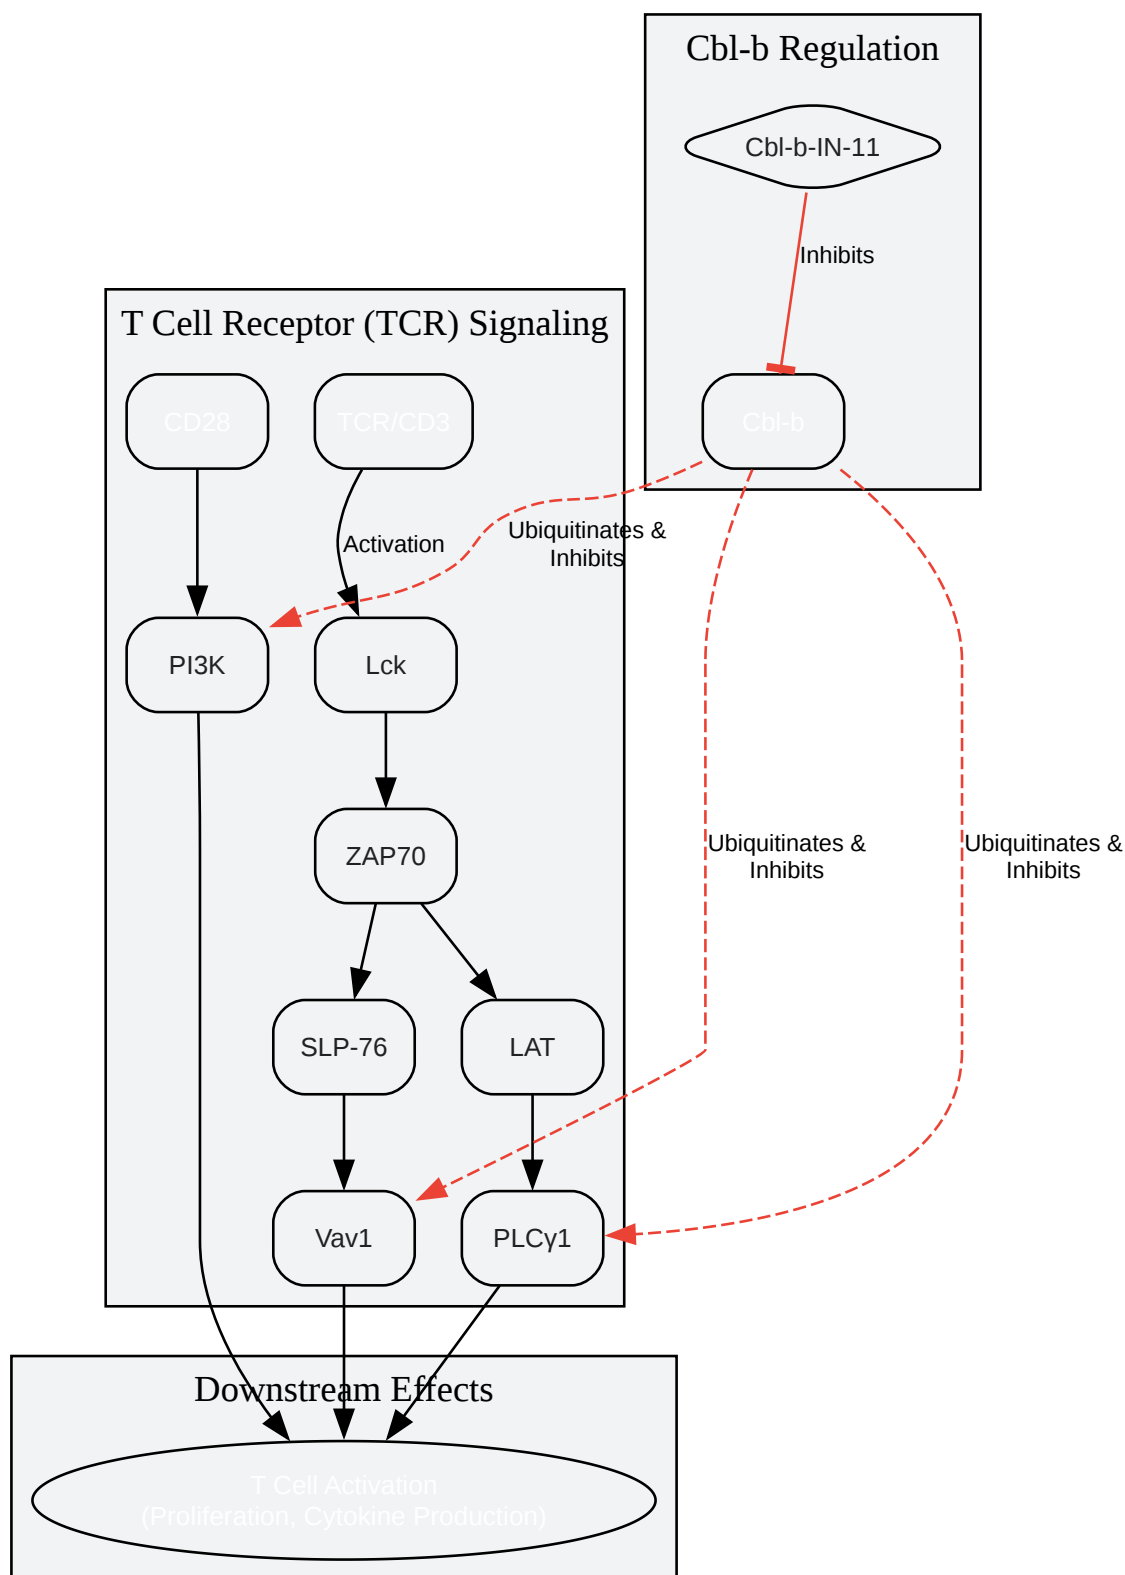 Cbl-b Regulation
Cbl-b-IN-11
Inhibits
T Cell Receptor (TCR) Signaling
CD28
TCR/CD3
Cbl-b
Activation
Ubiquitinates &
Inhibits
PI3K
Lck
ZAP70
Ubiquitinates &
Inhibits
Ubiquitinates &
Inhibits
SLP-76
LAT
Vav1
PLCγ1
Downstream Effects
T Cell Activation
(Proliferation, Cytokine Production)